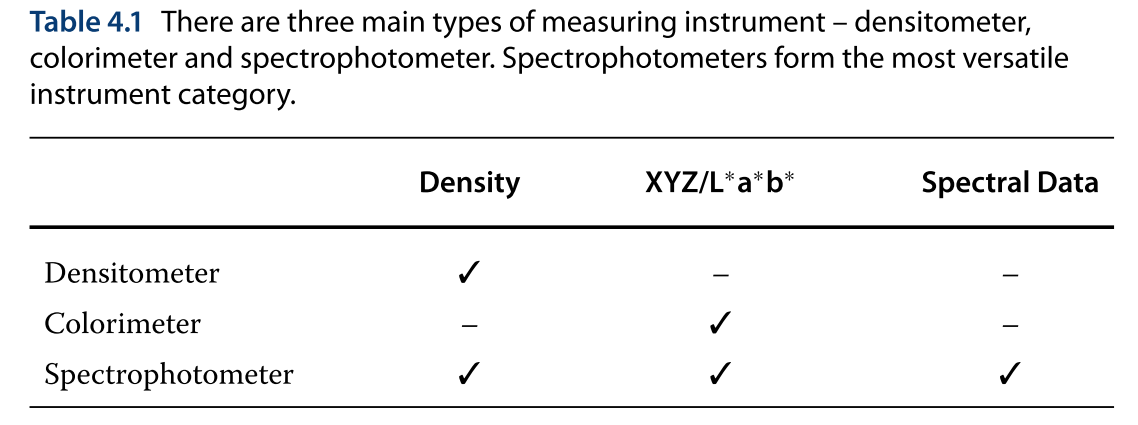 Table 4.1 There are three main types of measuring instrument – densitometer,
colorimeter and spectrophotometer. Spectrophotometers form the most versatile
instrument category.
Density XYZ/L*a*b* Spectral Data
Densitometer ✓ – –
Colorimeter – ✓ –
Spectrophotometer ✓ ✓ ✓